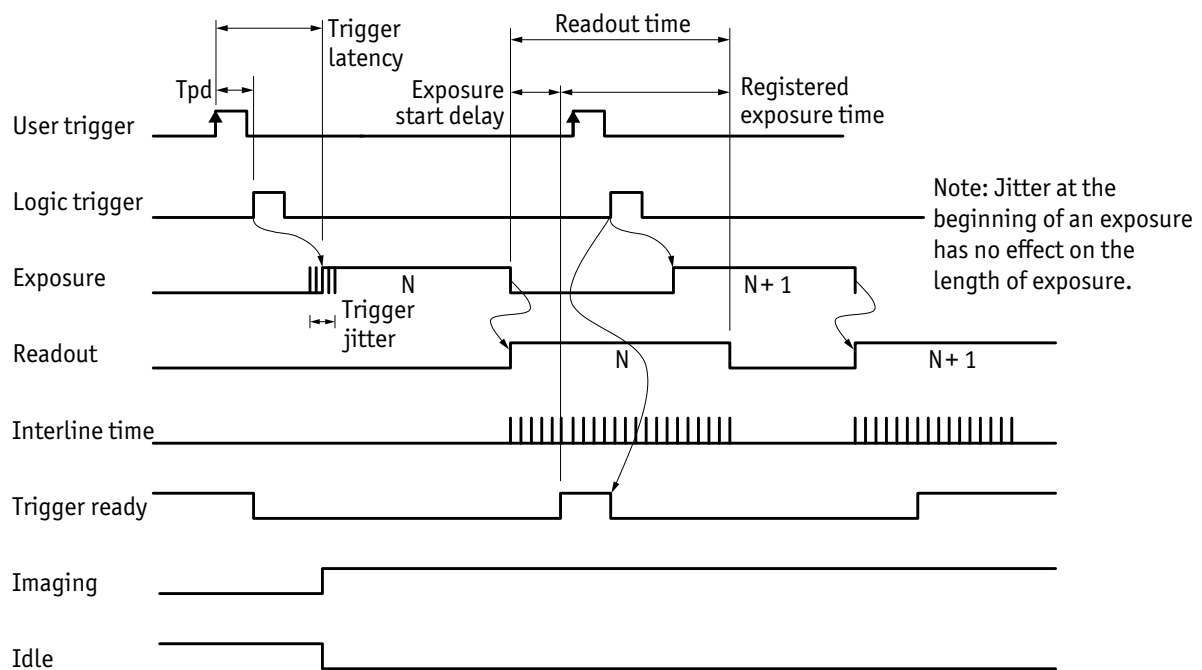 Trigger
latency
Readout time
Tpd
Exposure
start delay
Registered
exposure time
User trigger
Logic trigger
Note: Jitter at the
beginning of an exposure
has no effect on the
length of exposure.
Exposure
N
N + 1
Trigger
jitter
Readout
N
N + 1
Interline time
Trigger ready
Imaging
Idle